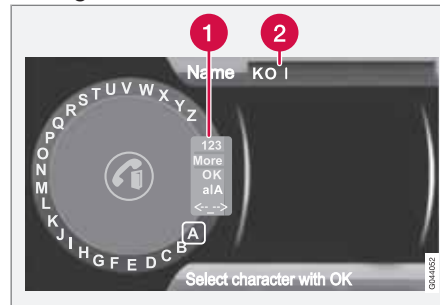 1
2
Name KO I
A B C D E F G H I J K L M N O P Q R S T U V W X Y Z
123
More
OK
a|A
<-_-->
Select character with OK
G044052